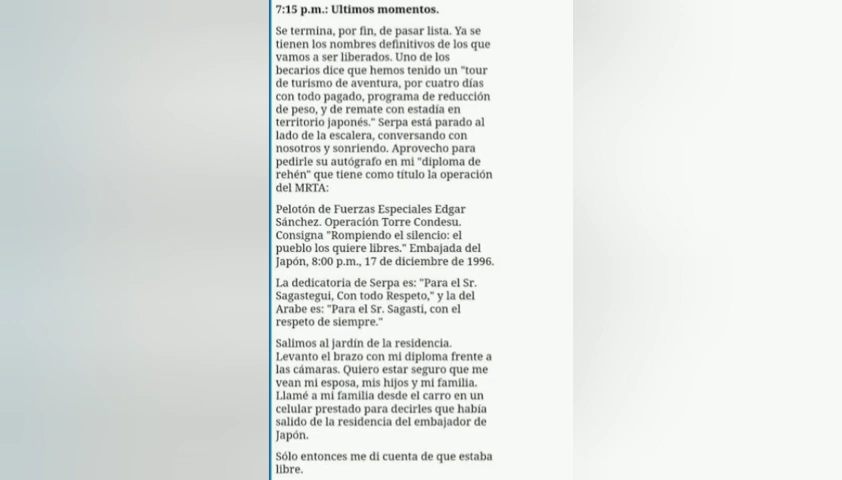 7:15 p.m.: Ultimos momentos.
Se termina, por fin, de pasar lista. Ya se
tienen los nombres definitivos de los que
vamos a ser liberados. Uno de los
becarios dice que hemos tenido un "tour
de turismo de aventura, por cuatro días
con todo pagado, programa de reducción
de peso, y de remate con estadía en
territorio japonés." Serpa está parado al
lado de la escalera, conversando con
nosotros y sonriendo. Aprovecho para
pedirle su autógrafo en mi "diploma de
rehén" que tiene como título la operación
del MRTA:
Pelotón de Fuerzas Especiales Edgar
Sánchez. Operación Torre Condesu.
Consigna "Rompiendo el silencio: el
pueblo los quiere libres." Embajada del
Japón, 8:00 p.m., 17 de diciembre de 1996.
La dedicatoria de Serpa es: "Para el Sr.
Sagastegui, Con todo Respeto," y la del
Arabe es: "Para el Sr. Sagasti, con el
respeto de siempre."
Salimos al jardín de la residencia.
Levanto el brazo con mi diploma frente a
las cámaras. Quiero estar seguro que me
vean mi esposa, mis hijos y mi familia.
Llamé a mi familia desde el carro en un
celular prestado para decirles que había
salido de la residencia del embajador de
Japón.
Sólo entonces me di cuenta de que estaba
libre.